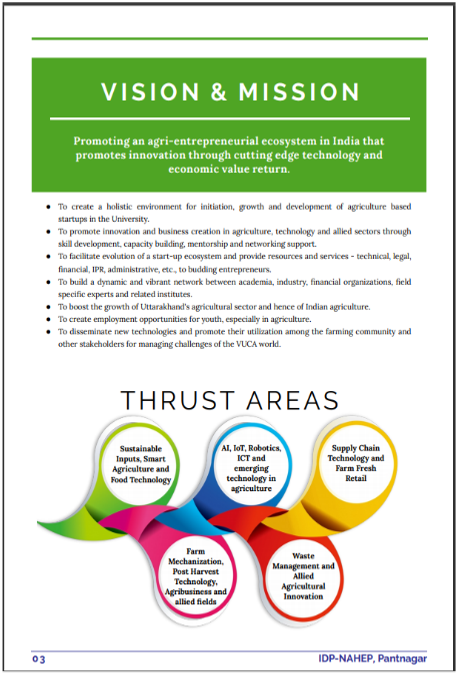 VISION & MISSION
Promoting an agri-entrepreneurial ecosystem in India that
promotes innovation through cutting edge technology and
economic value return.
● To create a holistic environment for initiation, growth and development of agriculture based
startups in the University.
● To promote innovation and business creation in agriculture, technology and allied sectors through
skill development, capacity building, mentorship and networking support.
● To facilitate evolution of a start-up ecosystem and provide resources and services - technical, legal,
financial, IPR, administrative, etc., to budding entrepreneurs.
● To build a dynamic and vibrant network between academia, industry, financial organizations, field
specific experts and related institutes.
● To boost the growth of Uttarakhand's agricultural sector and hence of Indian agriculture.
● To create employment opportunities for youth, especially in agriculture.
● To disseminate new technologies and promote their utilization among the farming community and
other stakeholders for managing challenges of the VUCA world.
THRUST AREAS
Sustainable
Inputs, Smart
Agriculture and
Food Technology
AI, IoT, Robotics,
ICT and
emerging
technology in
agriculture
Supply Chain
Technology and
Farm Fresh
Retail
Farm
Mechanization,
Post Harvest
Technology,
Agribusiness and
allied fields
Waste
Management and
Allied
Agricultural
Innovation
03
IDP-NAHEP, Pantnagar